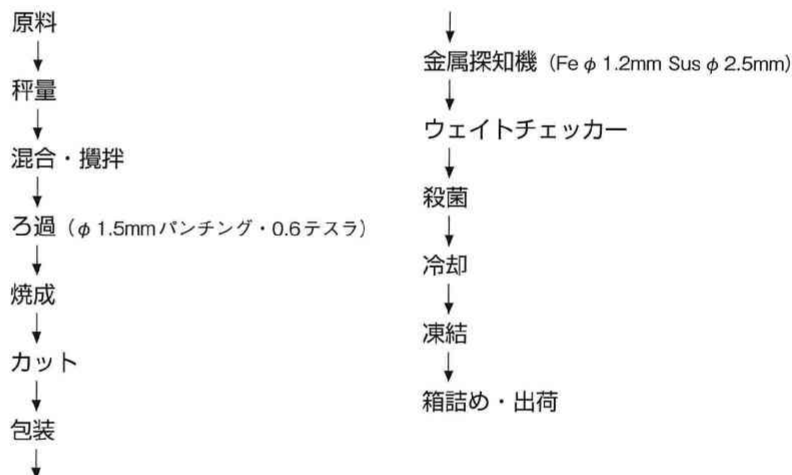 原料
秤量
混合・攪拌
ろ過（φ 1.5mmパンチング・0.6テスラ）
焼成
カット
包装
金属探知機（Fe φ 1.2mm Sus φ 2.5mm）
ウェイトチェッカー
殺菌
冷却
凍結
箱詰め・出荷